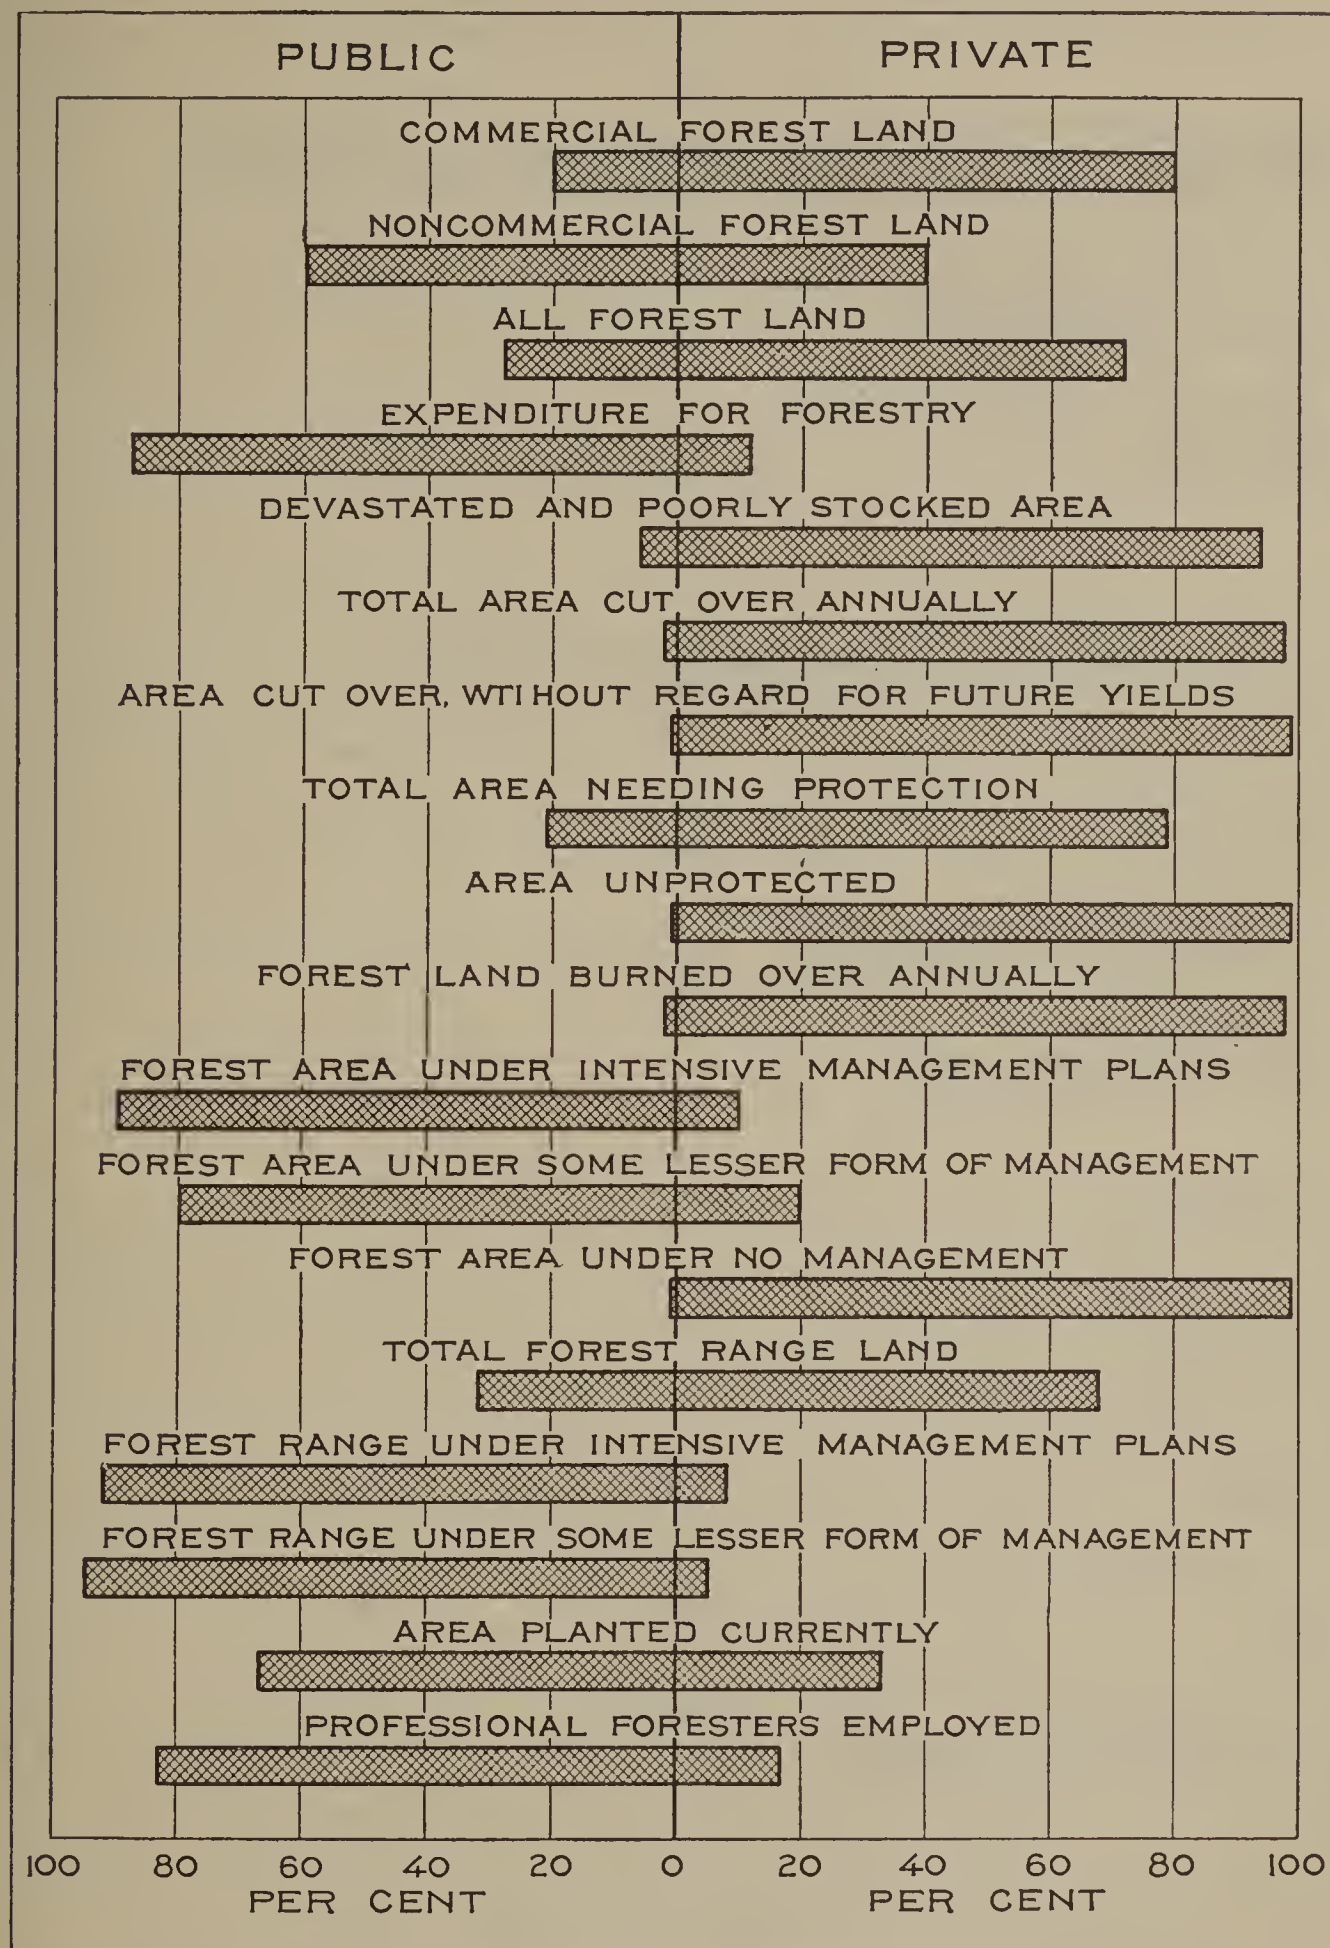 PUBLIC PRIVATE
COMMERCIAL FOREST LAND
NONCOMMERCIAL FOREST LAND
ALL FOREST LAND
EXPENDITURE FOR FORESTRY
DEVASTATED AND POORLY STOCKED AREA
TOTAL AREA CUT OVER ANNUALLY
AREA CUT OVER, WTIHOUT REGARD FOR FUTURE YIELDS
TOTAL AREA NEEDING PROTECTION
AREA UNPROTECTED
FOREST LAND BURNED OVER ANNUALLY
FOREST AREA UNDER INTENSIVE MANAGEMENT PLANS
FOREST AREA UNDER SOME LESSER FORM OF MANAGEMENT
FOREST AREA UNDER NO MANAGEMENT
TOTAL FOREST RANGE LAND
FOREST RANGE UNDER INTENSIVE MANAGEMENT PLANS
FOREST RANGE UNDER SOME LESSER FORM OF MANAGEMENT
AREA PLANTED CURRENTLY
PROFESSIONAL FORESTERS EMPLOYED
100 80 60 40 20 0 20 40 60 80 100
PER CENT PER CENT